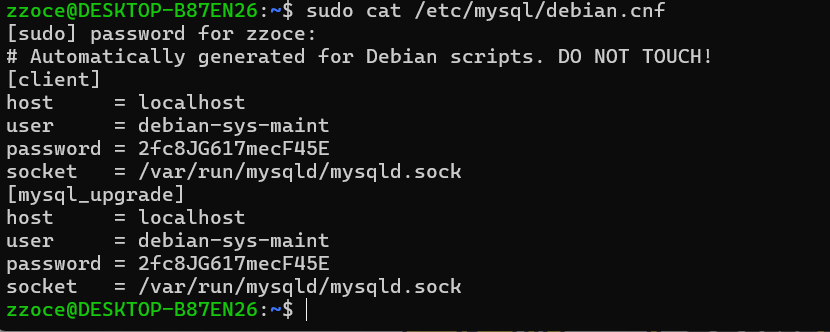 zzoce@DESKTOP-B87EN26:~$ sudo cat /etc/mysql/debian.cnf
[sudo] password for zzoce:
# Automatically generated for Debian scripts. DO NOT TOUCH!
[client]
host     = localhost
user     = debian-sys-maint
password = 2fc8JG617mecF45E
socket   = /var/run/mysqld/mysqld.sock
[mysql_upgrade]
host     = localhost
user     = debian-sys-maint
password = 2fc8JG617mecF45E
socket   = /var/run/mysqld/mysqld.sock
zzoce@DESKTOP-B87EN26:~$